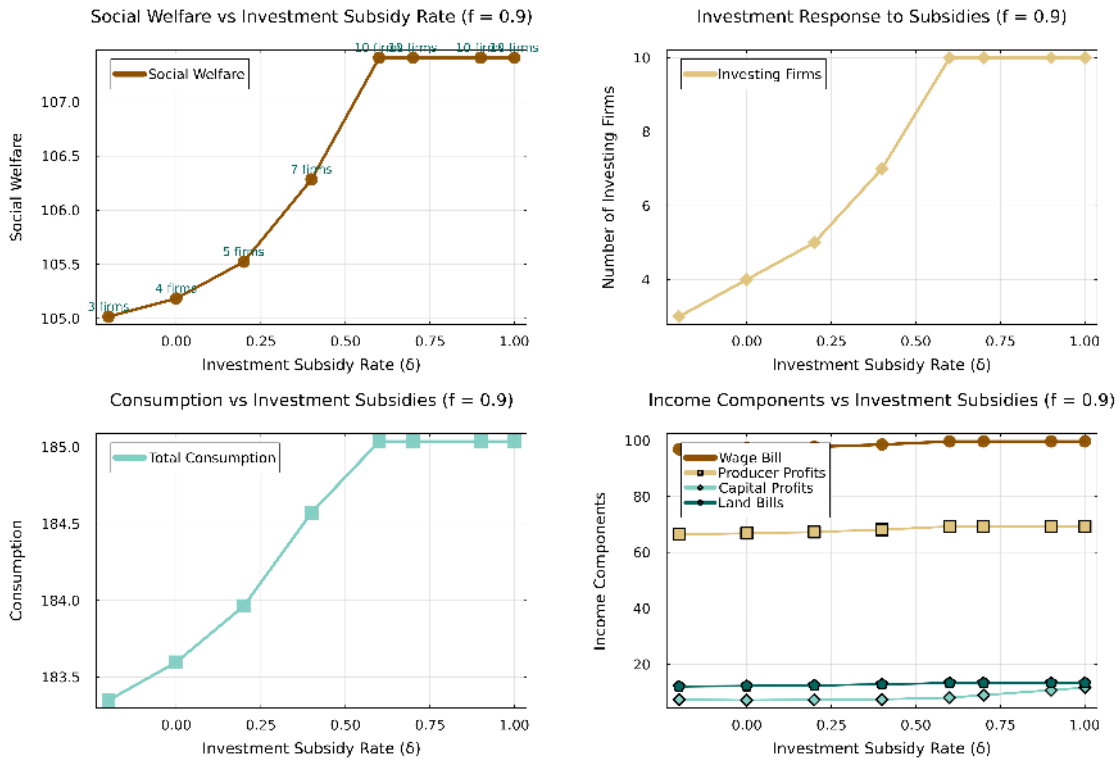 Social Welfare vs Investment Subsidy Rate (f = 0.9)
Social Welfare
107.0
106.5
106.0
105.5
105.0
Social Welfare
3 firms
4 firms
5 firms
7 firms
10 firms
10 firms
10 firms
10 firms
0.00
0.25
0.50
0.75
1.00
Investment Subsidy Rate (δ)
Investment Response to Subsidies (f = 0.9)
Investing Firms
10
8
6
4
Number of Investing Firms
0.00
0.25
0.50
0.75
1.00
Investment Subsidy Rate (δ)
Consumption vs Investment Subsidies (f = 0.9)
Total Consumption
185.0
184.5
184.0
183.5
Consumption
0.00
0.25
0.50
0.75
1.00
Investment Subsidy Rate (δ)
Income Components vs Investment Subsidies (f = 0.9)
Wage Bill
Producer Profits
Capital Profits
Land Bills
100
80
60
40
20
Income Components
0.00
0.25
0.50
0.75
1.00
Investment Subsidy Rate (δ)